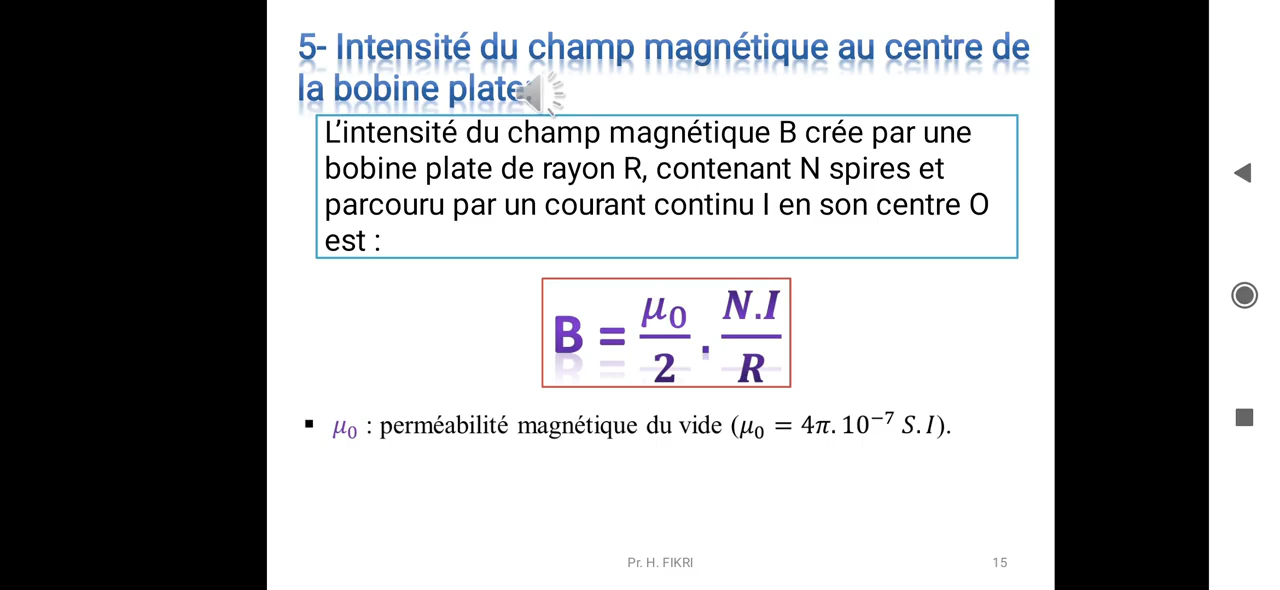 5- Intensité du champ magnétique au centre de
la bobine plate
L’intensité du champ magnétique B crée par une
bobine plate de rayon R, contenant N spires et
parcouru par un courant continu I en son centre O
est :
B = μ₀/2 . N.I/R
▪ μ₀ : perméabilité magnétique du vide (μ₀ = 4π. 10⁻⁷ S.I).
Pr. H. FIKRI
15